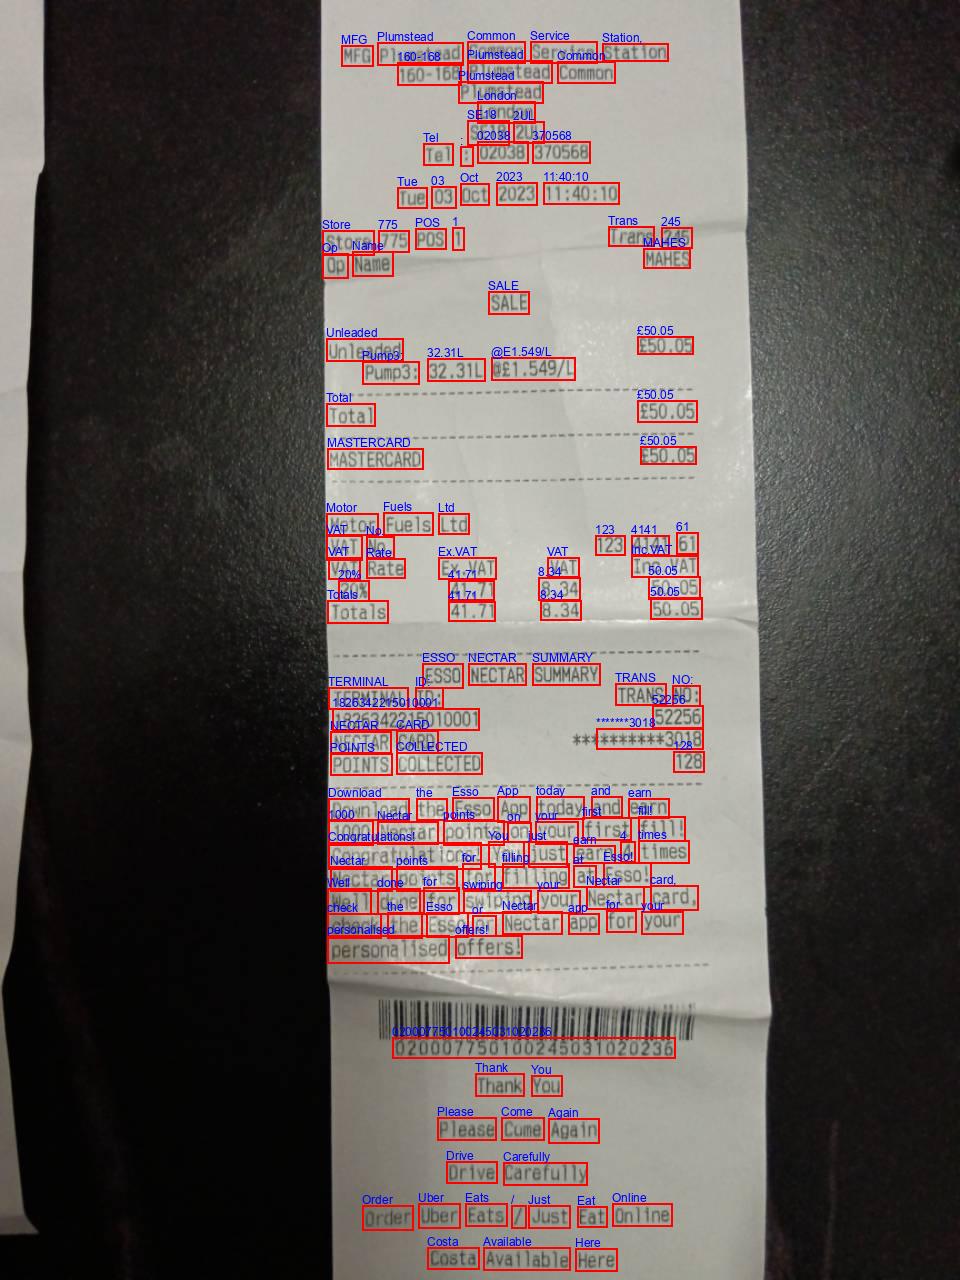 MFG Plumstead Common Service Station,
160-168 Plumstead Common
Plumstead
London
SE18 2UL
Tel : 02038 370568
Tue 03 Oct 2023 11:40:10
Store 775 POS 1 Trans 245
Op Name MAHES
SALE
Unleaded £50.05
Pump3: 32.31L @£1.549/L
Total £50.05
MASTERCARD £50.05
Motor Fuels Ltd
VAT No. 123 4141 61
VAT Rate Ex.VAT VAT Inc.VAT
20% 41.71 8.34 50.05
Totals 41.71 8.34 50.05
ESSO NECTAR SUMMARY
TERMINAL ID: TRANS NO:
1826342215010001 52256
NECTAR CARD **********3018
POINTS COLLECTED 128
Download the Esso App today and earn
1000 Nectar points on your first fill!
Congratulations! You just earn 4 times
Nectar points for filling at Esso!
Well done for swiping your Nectar card,
check the Esso or Nectar app for your
personalised offers!
02000775010024503102023​6
Thank You
Please Come Again
Drive Carefully
Order Uber Eats / Just Eat Online
Costa Available Here